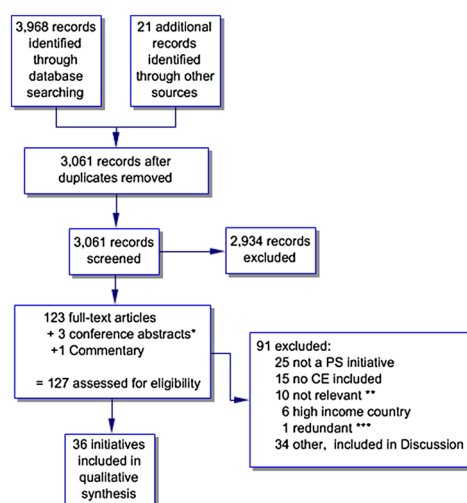 3,968 records
identified
through
database
searching
21 additional
records
identified
through other
sources
3,061 records after
duplicates removed
3,061 records
screened
2,934 records
excluded
123 full-text articles
+ 3 conference abstracts*
+1 Commentary
= 127 assessed for eligibility
91 excluded:
25 not a PS initiative
15 no CE included
10 not relevant **
6 high income country
1 redundant ***
34 other, included in Discussion
36 initiatives
included in
qualitative
synthesis